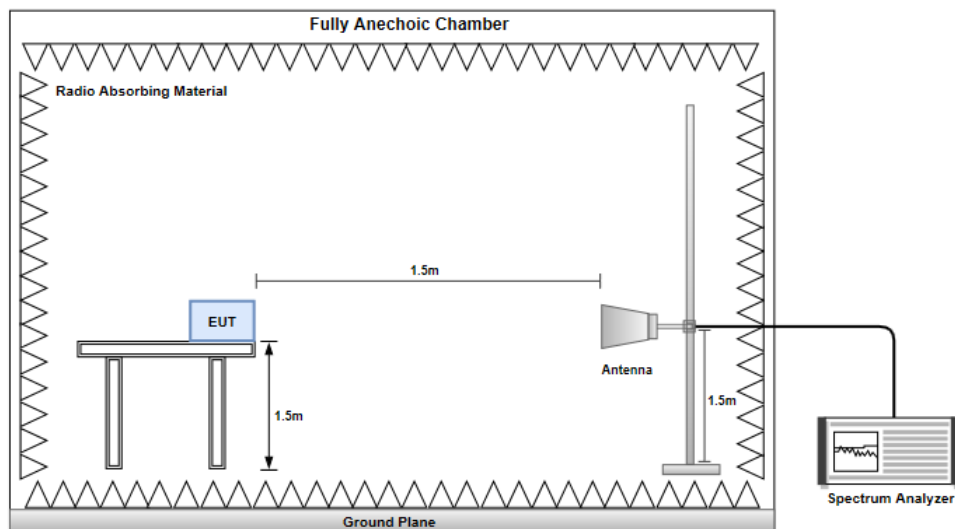 Fully Anechoic Chamber
Radio Absorbing Material
1.5m
EUT
Antenna
1.5m
1.5m
Spectrum Analyzer
Ground Plane